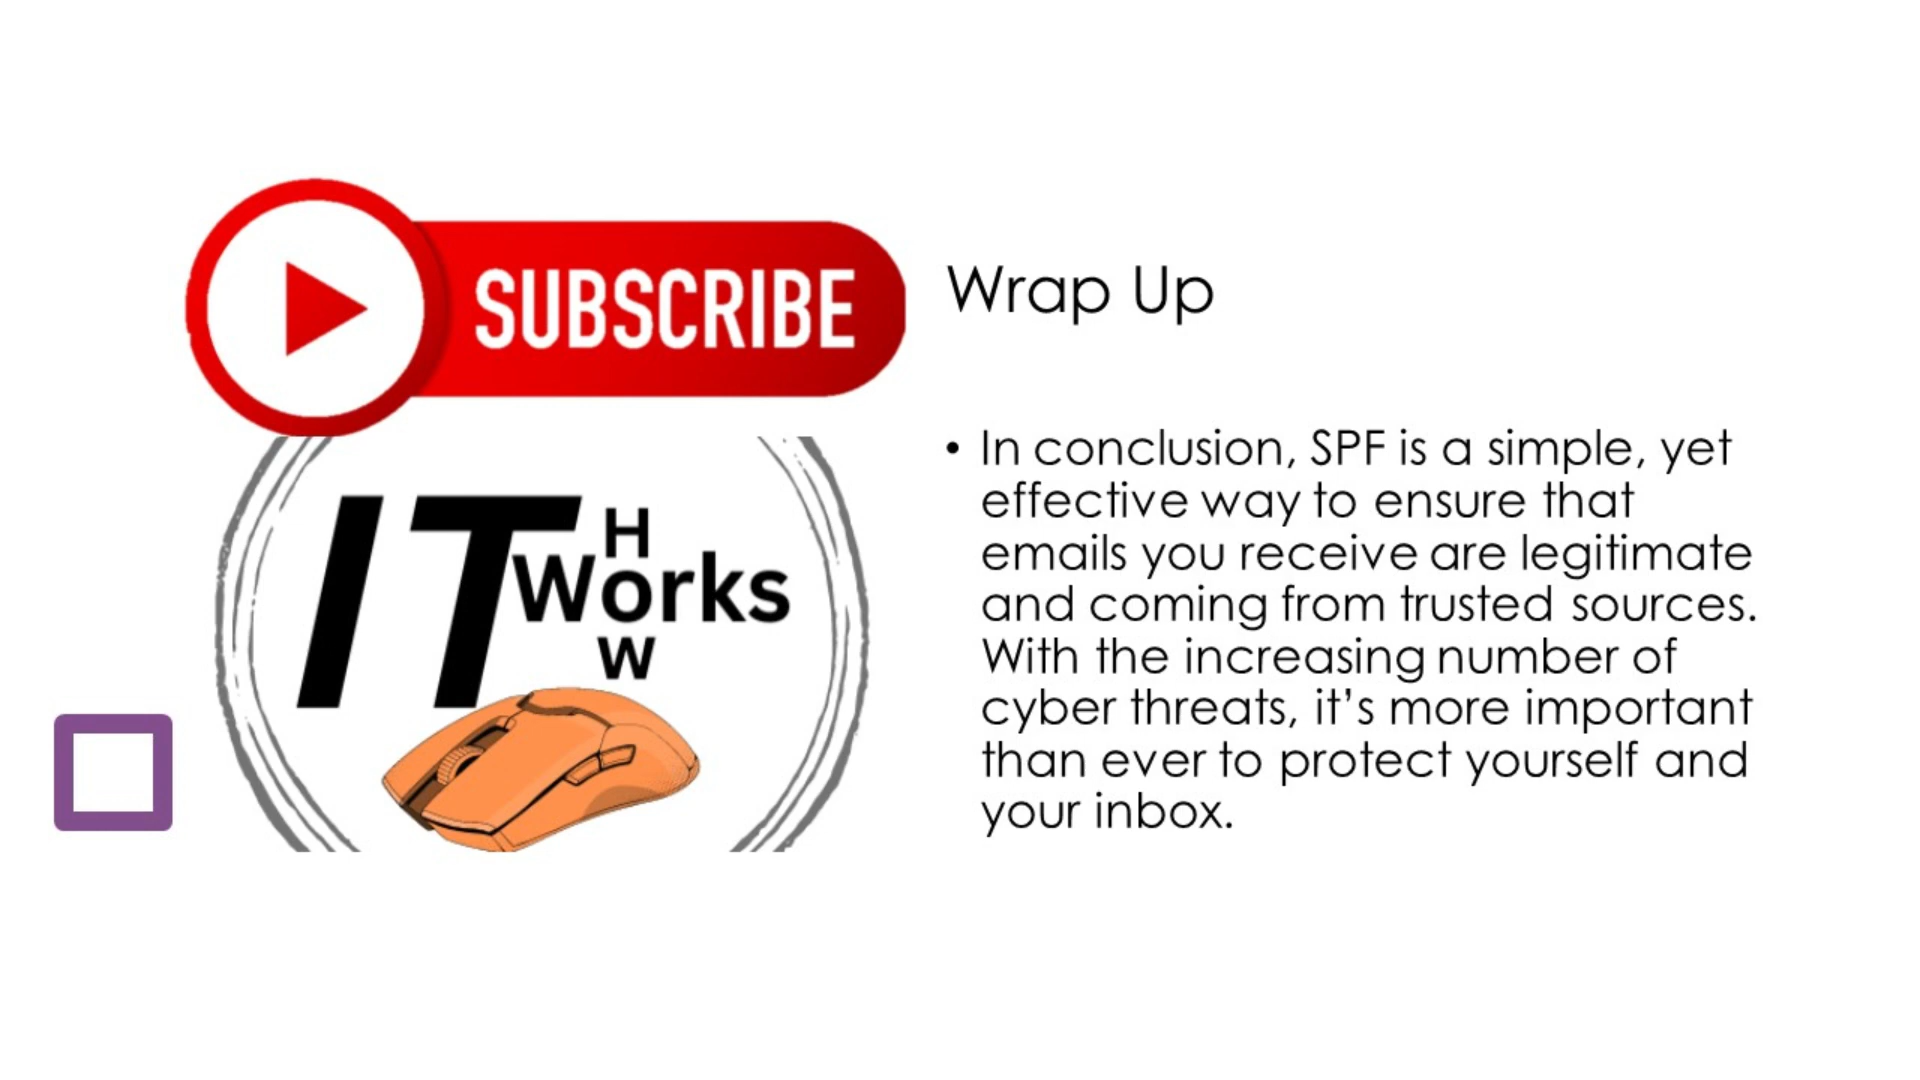 SUBSCRIBE
IT
H
Works
W
Wrap Up
• In conclusion, SPF is a simple, yet
effective way to ensure that
emails you receive are legitimate
and coming from trusted sources.
With the increasing number of
cyber threats, it’s more important
than ever to protect yourself and
your inbox.